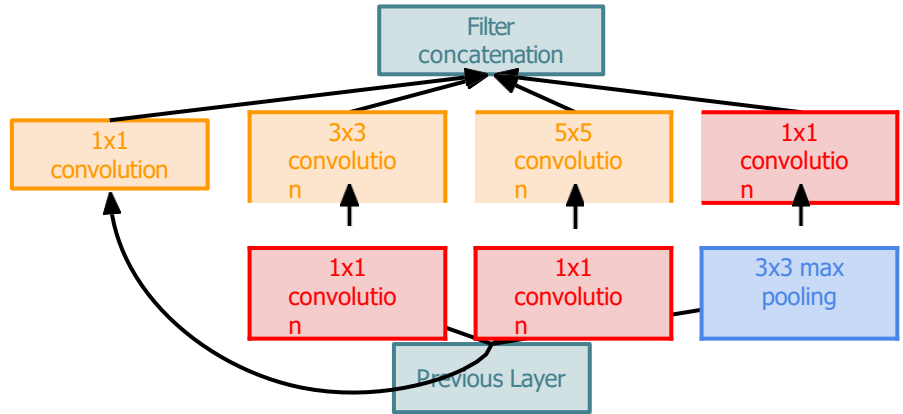 Filter
concatenation
1x1
convolution
3x3
convolutio
n
5x5
convolutio
n
1x1
convolutio
n
1x1
convolutio
n
1x1
convolutio
n
3x3 max
pooling
Previous Layer